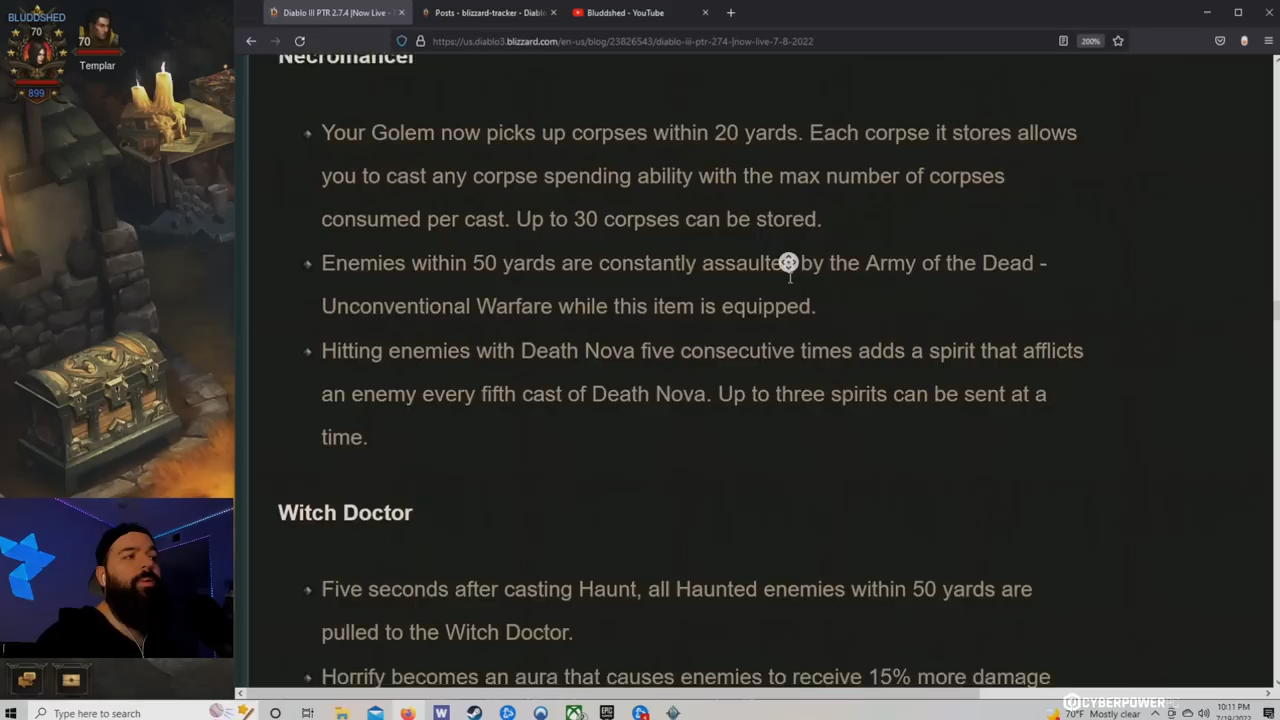 BLUDDSHED
70
70
Templar
899
Diablo III PTR 2.7.4 |Now Live -
Posts - blizzard-tracker - Diablo
Bluddshed - YouTube
https://us.diablo3.blizzard.com/en-us/blog/23826543/diablo-iii-ptr-274-|now-live-7-8-2022
200%
Necromancer
Your Golem now picks up corpses within 20 yards. Each corpse it stores allows
you to cast any corpse spending ability with the max number of corpses
consumed per cast. Up to 30 corpses can be stored.
Enemies within 50 yards are constantly assaulted by the Army of the Dead -
Unconventional Warfare while this item is equipped.
Hitting enemies with Death Nova five consecutive times adds a spirit that afflicts
an enemy every fifth cast of Death Nova. Up to three spirits can be sent at a
time.
Witch Doctor
Five seconds after casting Haunt, all Haunted enemies within 50 yards are
pulled to the Witch Doctor.
Horrify becomes an aura that causes enemies to receive 15% more damage
CYBERPOWER
Type here to search
70°F Mostly clear
10:11 PM
7/19/2022